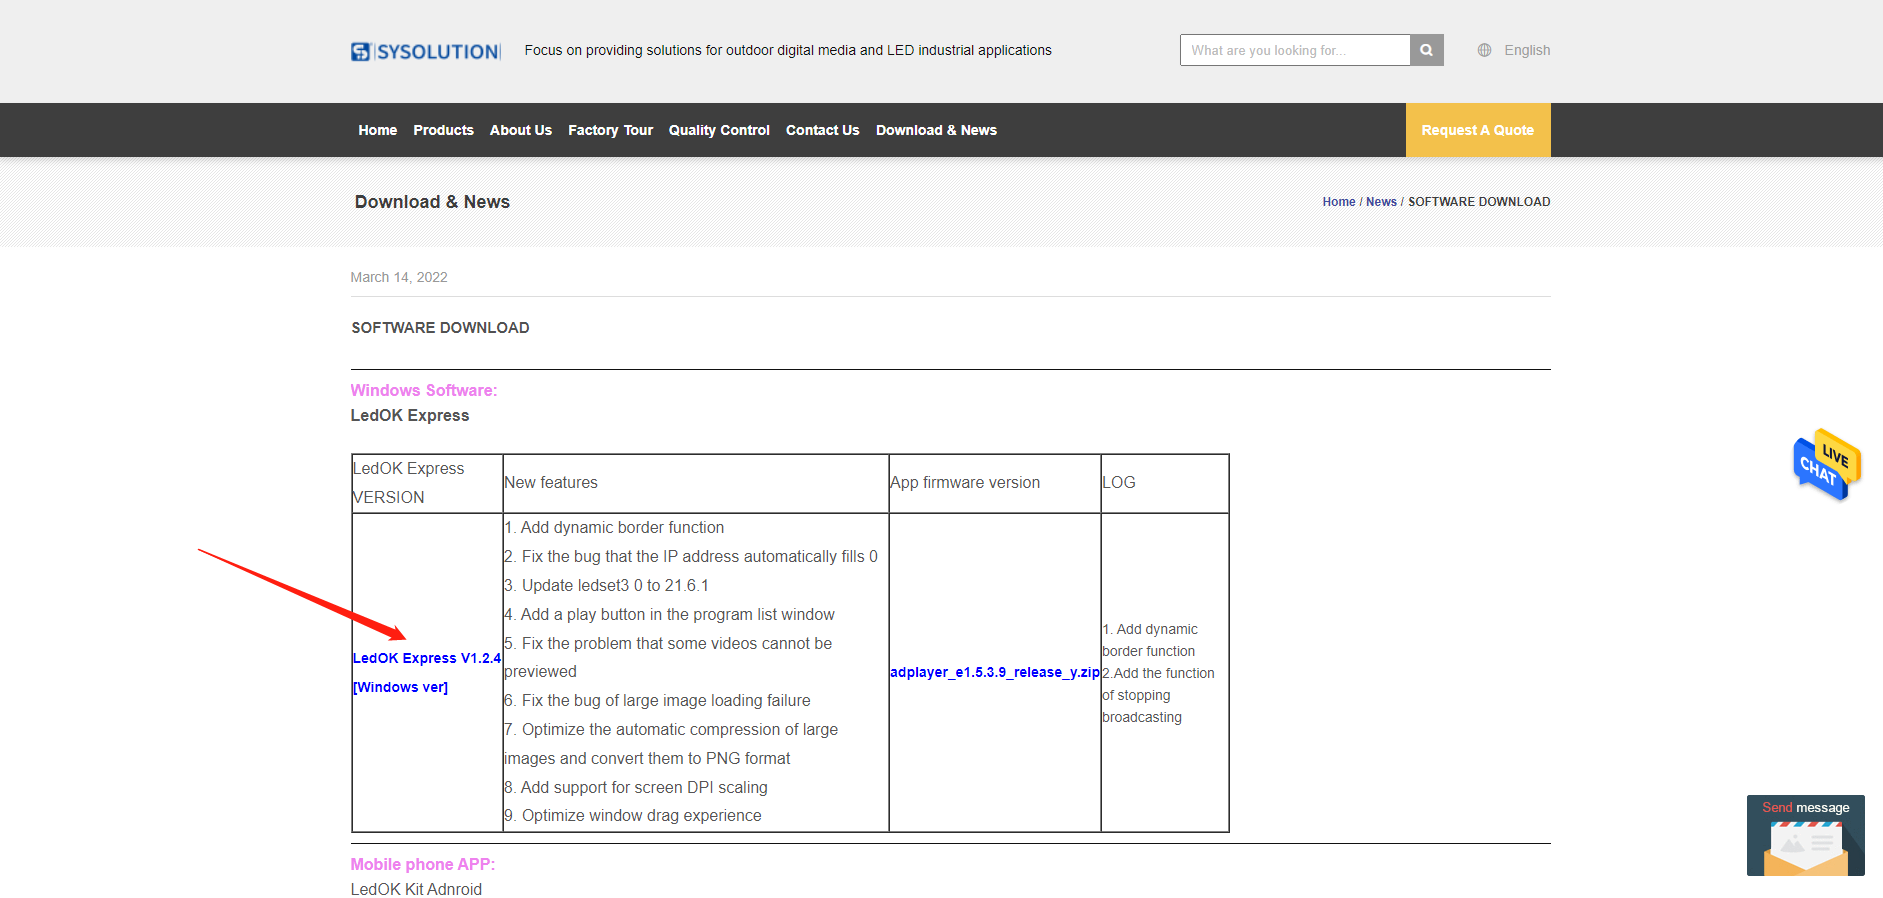 SYSOLUTION
Focus on providing solutions for outdoor digital media and LED industrial applications
What are you looking for...
English
Home Products About Us Factory Tour Quality Control Contact Us Download & News
Request A Quote
Download & News
Home / News / SOFTWARE DOWNLOAD
March 14, 2022
SOFTWARE DOWNLOAD
Windows Software:
LedOK Express
LedOK Express
VERSION
New features
App firmware version
LOG
LedOK Express V1.2.4
[Windows ver]
1. Add dynamic border function
2. Fix the bug that the IP address automatically fills 0
3. Update ledset3 0 to 21.6.1
4. Add a play button in the program list window
5. Fix the problem that some videos cannot be
previewed
6. Fix the bug of large image loading failure
7. Optimize the automatic compression of large
images and convert them to PNG format
8. Add support for screen DPI scaling
9. Optimize window drag experience
adplayer_e1.5.3.9_release_y.zip
1. Add dynamic
border function
2.Add the function
of stopping
broadcasting
Mobile phone APP:
LedOK Kit Adnroid
LIVE
CHAT
Send message